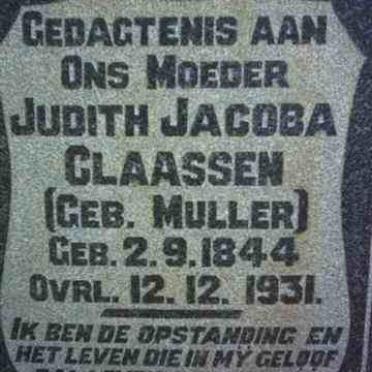 GEDAGTENIS AAN
ONS MOEDER
JUDITH JACOBA
CLAASSEN
(GEB. MULLER)
GEB. 2.9.1844
OVRL. 12.12.1931.
IK BEN DE OPSTANDING EN
HET LEVEN DIE IN MY GELOOF